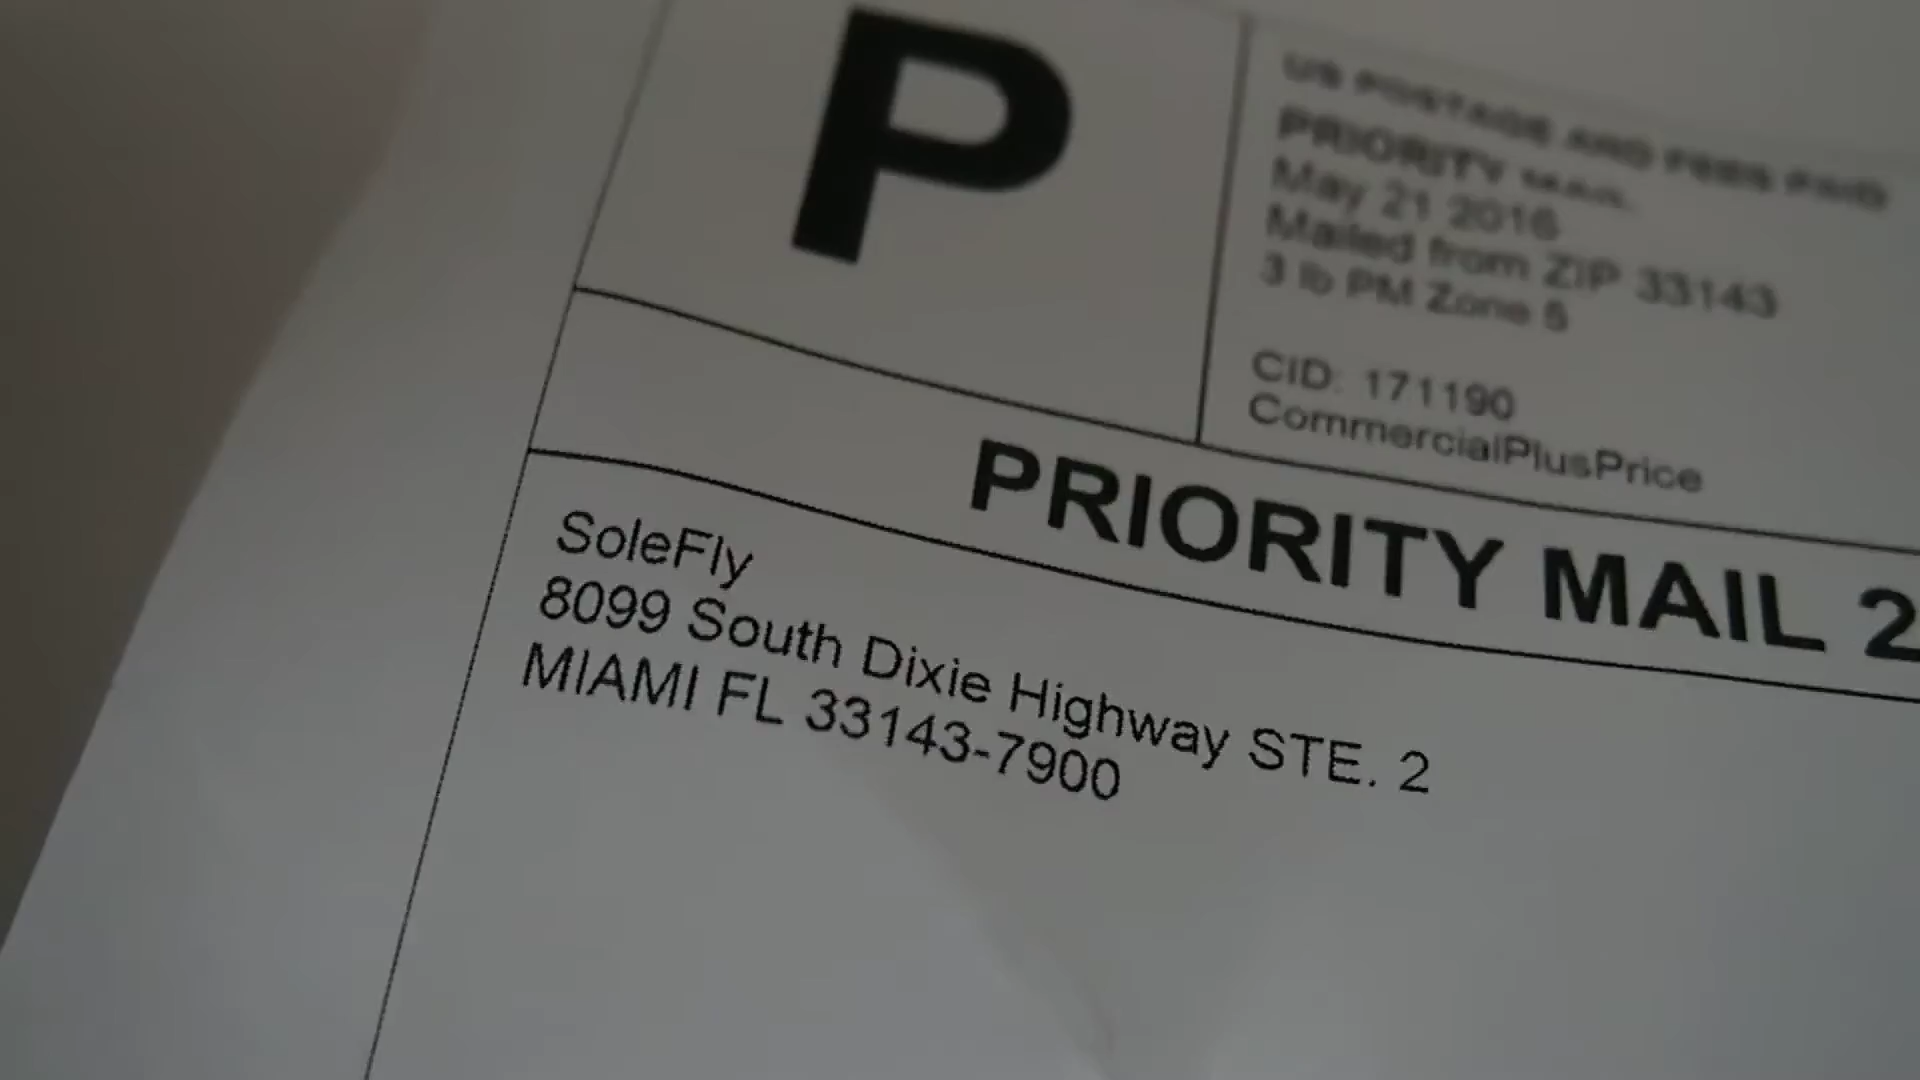 P
US POSTAGE AND FEES PAID
PRIORITY MAIL
May 21 2016
Mailed from ZIP 33143
3 lb PM Zone 5
CID: 171190
CommercialPlusPrice
PRIORITY MAIL 2
SoleFly
8099 South Dixie Highway STE. 2
MIAMI FL 33143-7900